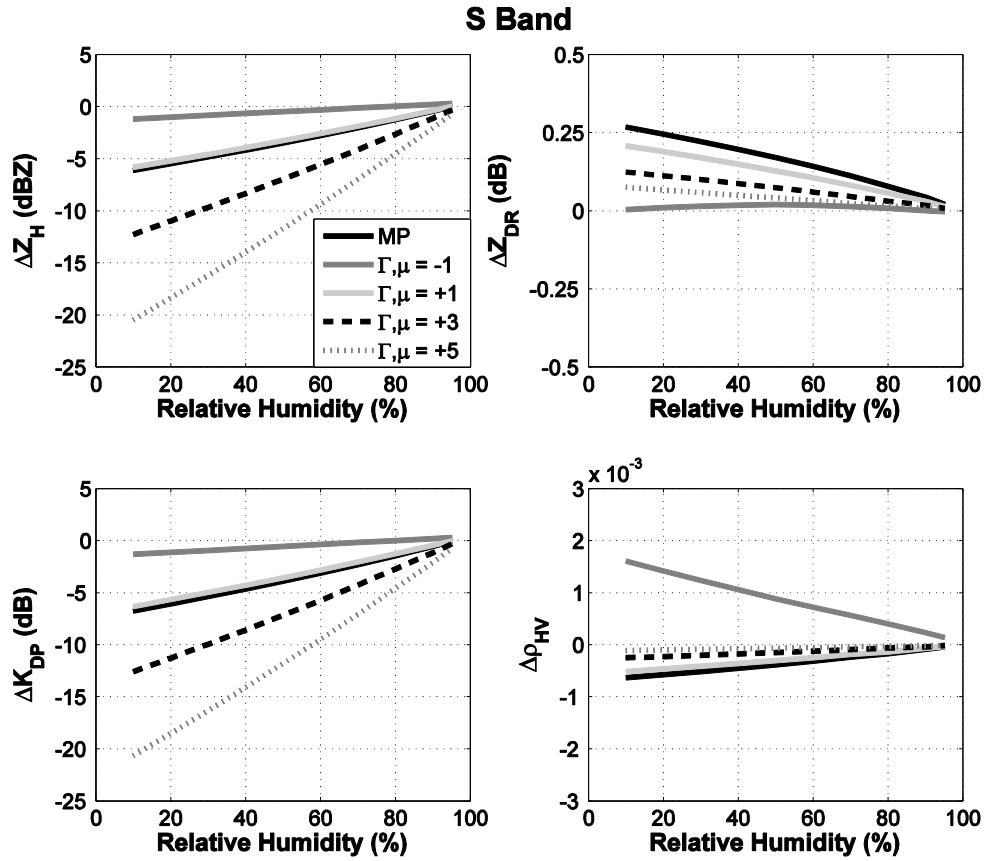 S Band
5
0
-5
-10
-15
-20
-25
ΔZH (dBZ)
0 20 40 60 80 100
Relative Humidity (%)
MP
Γ,μ = -1
Γ,μ = +1
Γ,μ = +3
Γ,μ = +5
0.5
0.25
0
-0.25
-0.5
ΔZDR (dB)
0 20 40 60 80 100
Relative Humidity (%)
5
0
-5
-10
-15
-20
-25
ΔKDP (dB)
0 20 40 60 80 100
Relative Humidity (%)
x 10-3
3
2
1
0
-1
-2
-3
ΔρHV
0 20 40 60 80 100
Relative Humidity (%)